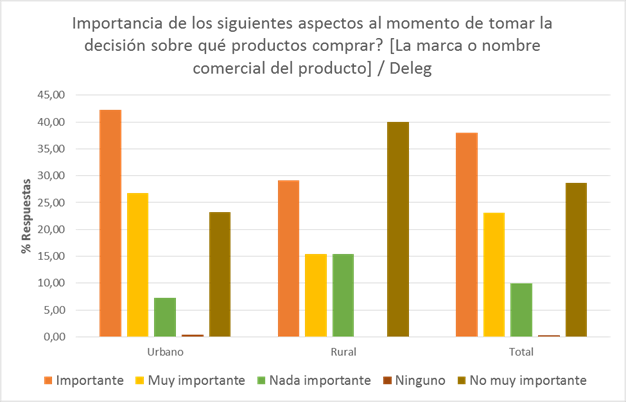 Importancia de los siguientes aspectos al momento de tomar la
decisión sobre qué productos comprar? [La marca o nombre
comercial del producto] / Deleg
45,00
40,00
35,00
30,00
25,00
20,00
15,00
10,00
5,00
0,00
% Respuestas
Urbano Rural Total
Importante Muy importante Nada importante Ninguno No muy importante